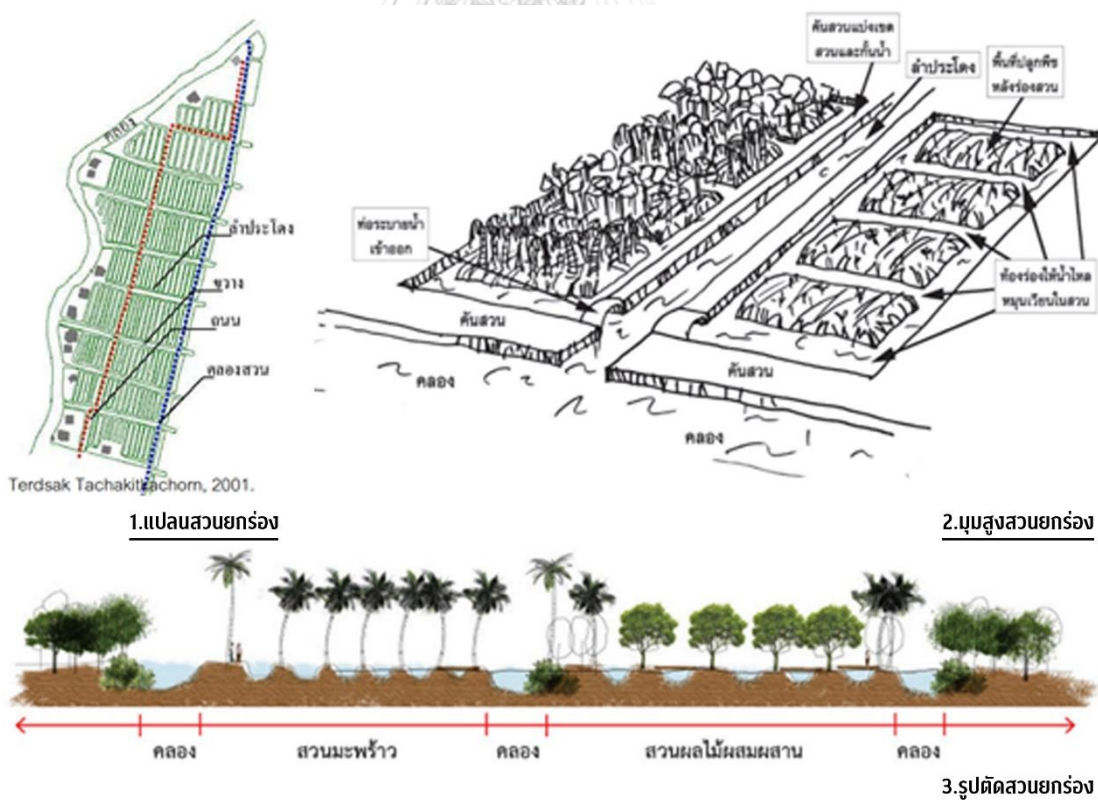 คลอง
ลำประโดง
ขวาง
ถนน
คลองสวน
Terdsak Tachakitkachorn, 2001.
1.แปลนสวนยกร่อง
คันสวนแบ่งเขต
สวนและกั้นน้ำ
ลำประโดง
พื้นที่ปลูกพืช
หลังร่องสวน
ท่อระบายน้ำ
เข้าออก
ท้องร่องให้น้ำไหล
หมุนเวียนในสวน
คันสวน
คันสวน
คลอง
คลอง
2.มุมสูงสวนยกร่อง
คลอง
สวนมะพร้าว
คลอง
สวนผลไม้ผสมผสาน
คลอง
3.รูปตัดสวนยกร่อง